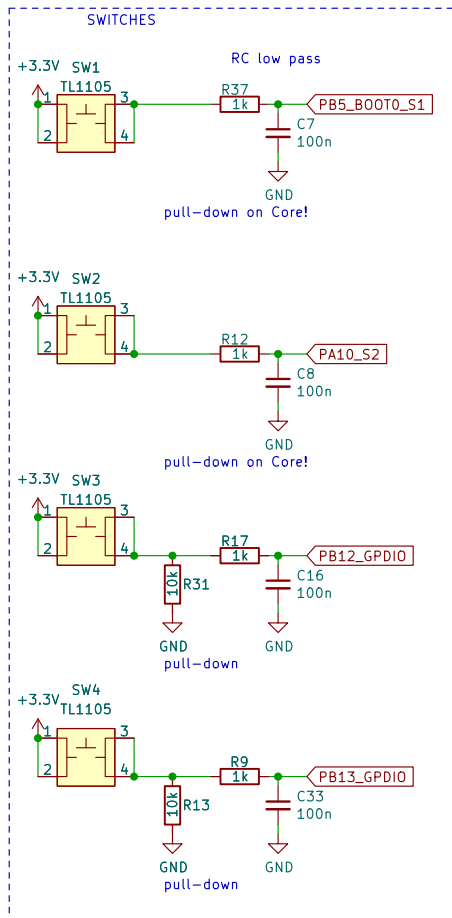 SWITCHES
RC low pass
+3.3V
SW1
TL1105
1
3
2
4
R37
1k
PB5_BOOT0_S1
C7
100n
GND
pull-down on Core!
+3.3V
SW2
TL1105
1
3
2
4
R12
1k
PA10_S2
C8
100n
GND
pull-down on Core!
+3.3V
SW3
TL1105
1
3
2
4
R17
1k
PB12_GPDIO
10k
R31
C16
100n
GND
GND
pull-down
+3.3V
SW4
TL1105
1
3
2
4
R9
1k
PB13_GPDIO
10k
R13
C33
100n
GND
GND
pull-down